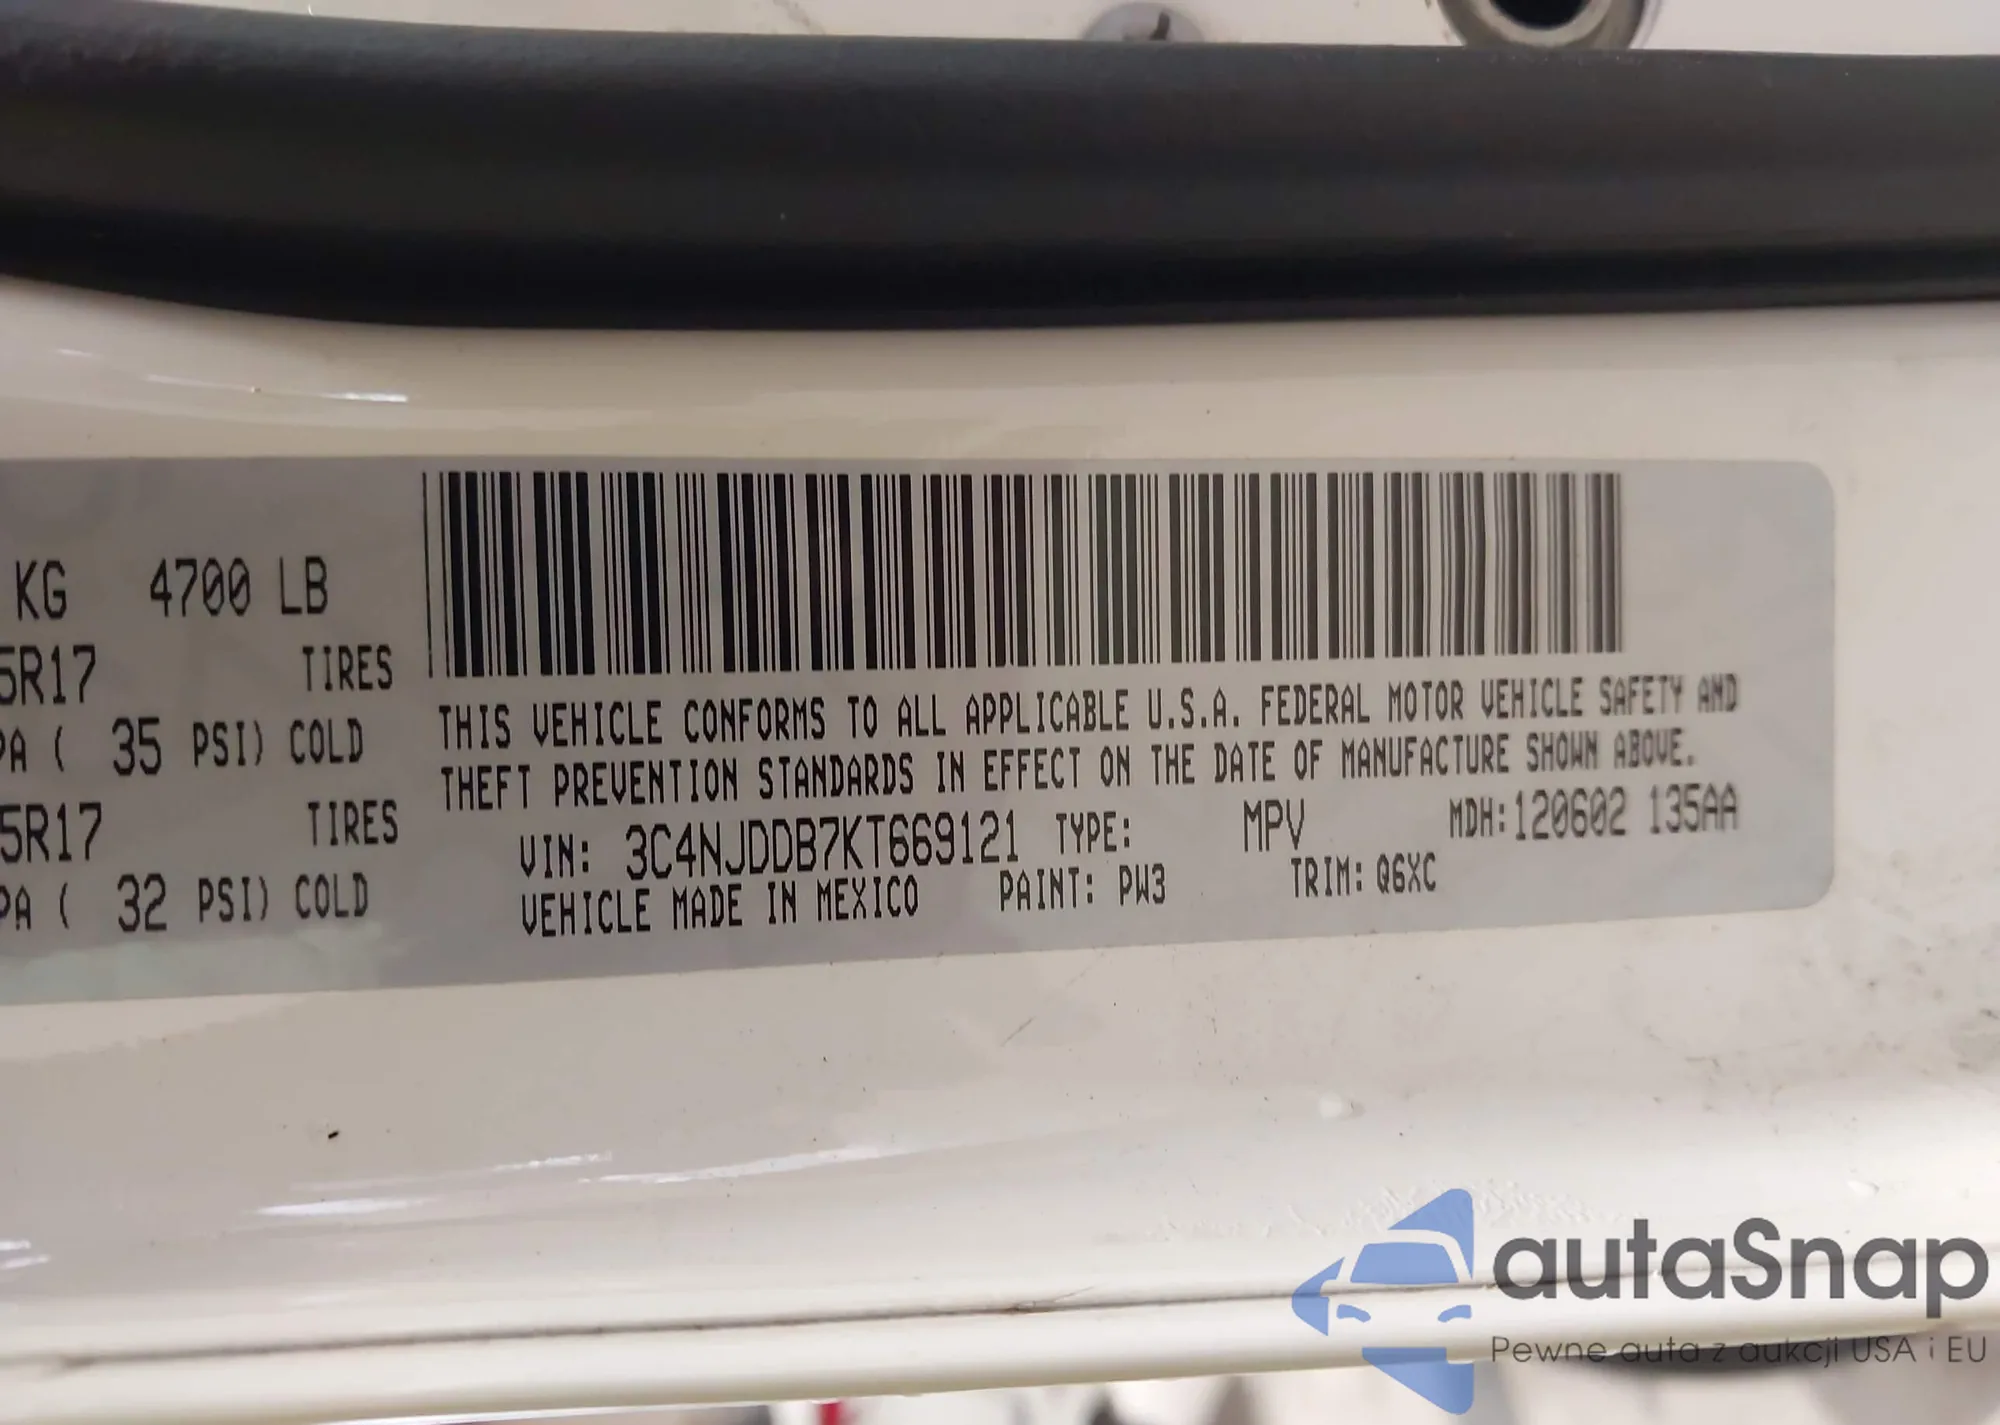 KG 4700 LB
5R17 TIRES
PA ( 35 PSI) COLD
5R17 TIRES
PA ( 32 PSI) COLD
THIS VEHICLE CONFORMS TO ALL APPLICABLE U.S.A. FEDERAL MOTOR VEHICLE SAFETY AND
THEFT PREVENTION STANDARDS IN EFFECT ON THE DATE OF MANUFACTURE SHOWN ABOVE.
VIN: 3C4NJDDB7KT669121 TYPE: MPV MDH:120602 135AA
VEHICLE MADE IN MEXICO PAINT: PW3 TRIM: Q6XC
autaSnap
Pewne auta z aukcji USA i EU